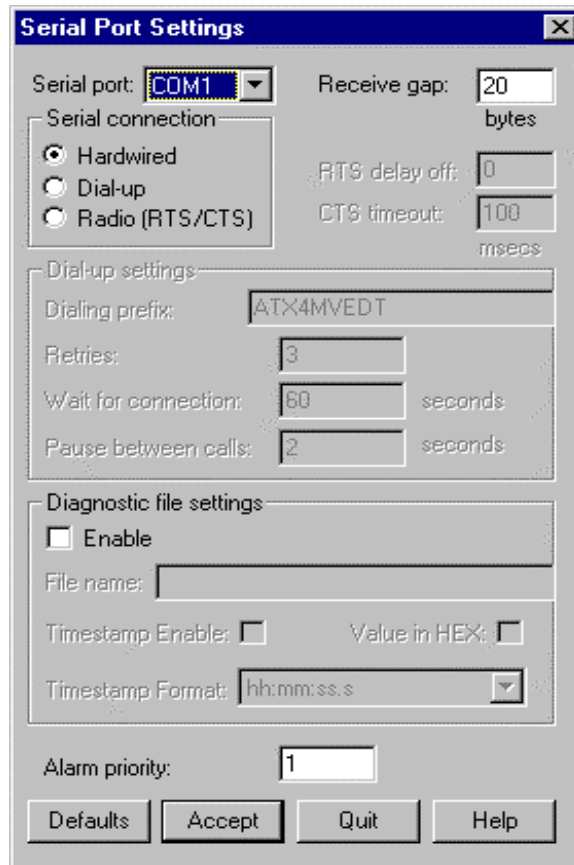 Serial Port Settings
Serial port: COM1 Receive gap: 20
bytes
Serial connection
Hardwired
Dial-up
Radio (RTS/CTS)
RTS delay off: 0
CTS timeout: 100
msecs
Dial-up settings
Dialing prefix: ATX4MVEDT
Retries: 3
Wait for connection: 60 seconds
Pause between calls: 2 seconds
Diagnostic file settings
Enable
File name:
Timestamp Enable: Value in HEX:
Timestamp Format: hh:mm:ss.s
Alarm priority: 1
Defaults Accept Quit Help